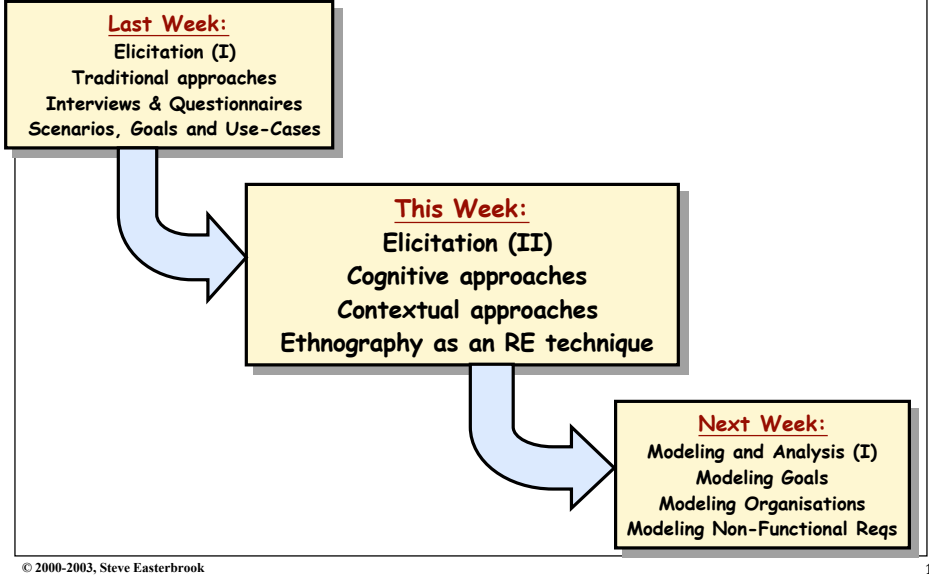 Last Week:
Elicitation (I)
Traditional approaches
Interviews & Questionnaires
Scenarios, Goals and Use-Cases
This Week:
Elicitation (II)
Cognitive approaches
Contextual approaches
Ethnography as an RE technique
Next Week:
Modeling and Analysis (I)
Modeling Goals
Modeling Organisations
Modeling Non-Functional Reqs
© 2000-2003, Steve Easterbrook
1